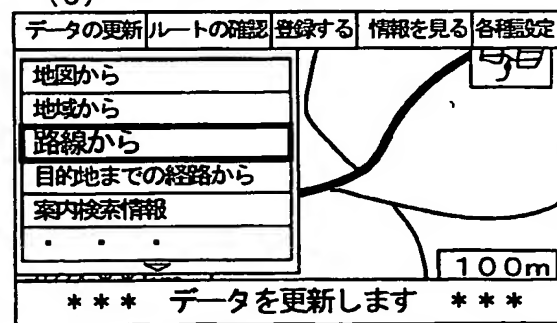 データの更新 ルートの確認 登録する 情報を見る 各種設定
地図から
地域から
路線から
目的地までの経路から
案内検索情報
・ ・ ・
100m
*** データを更新します ***